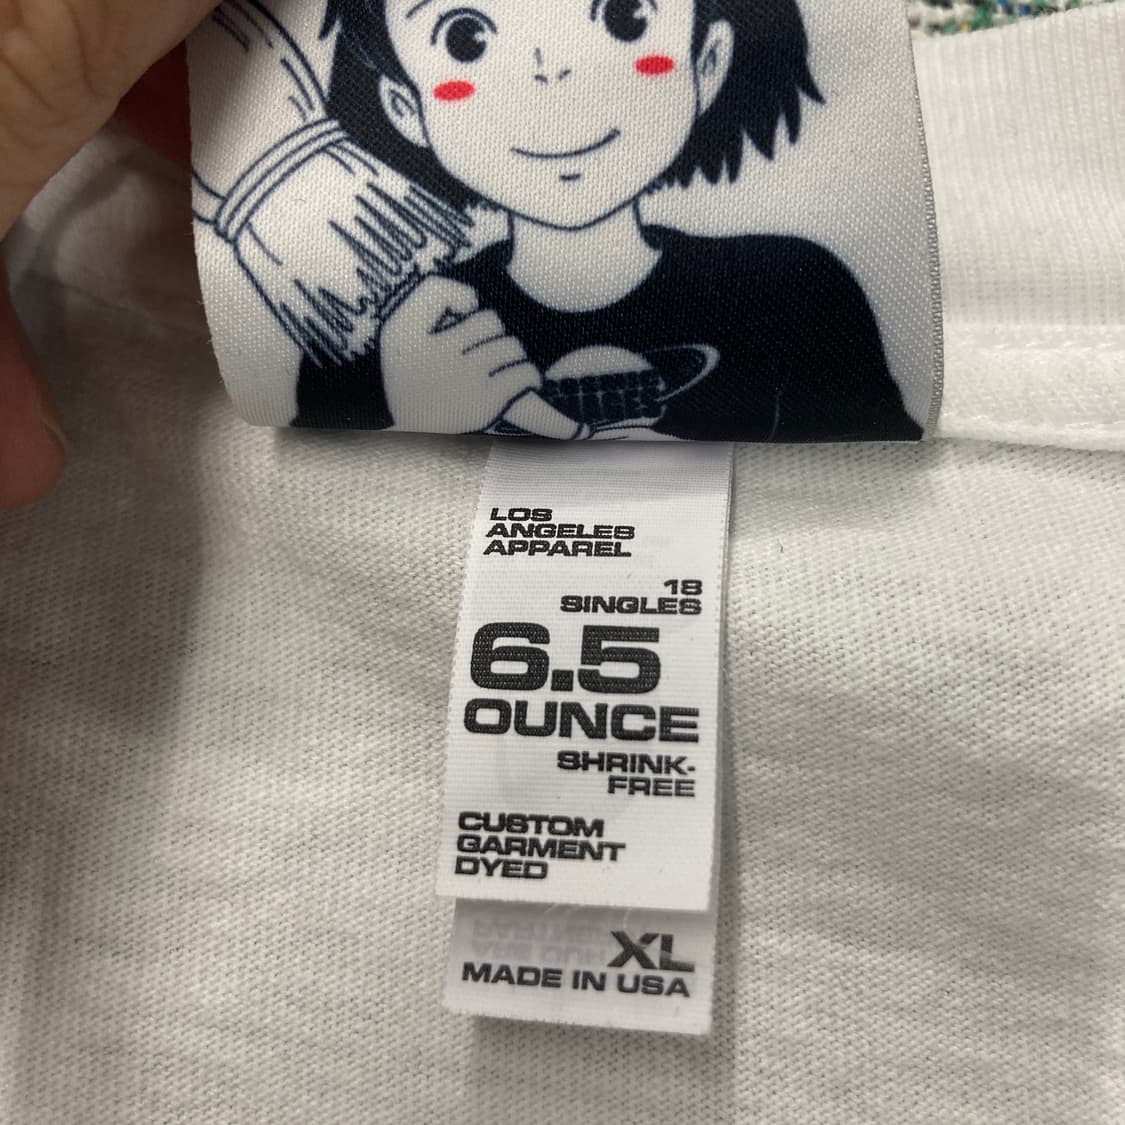 LOS
ANGELES
APPAREL
18
SINGLES
6.5
OUNCE
SHRINK-
FREE
CUSTOM
GARMENT
DYED
XL
MADE IN USA